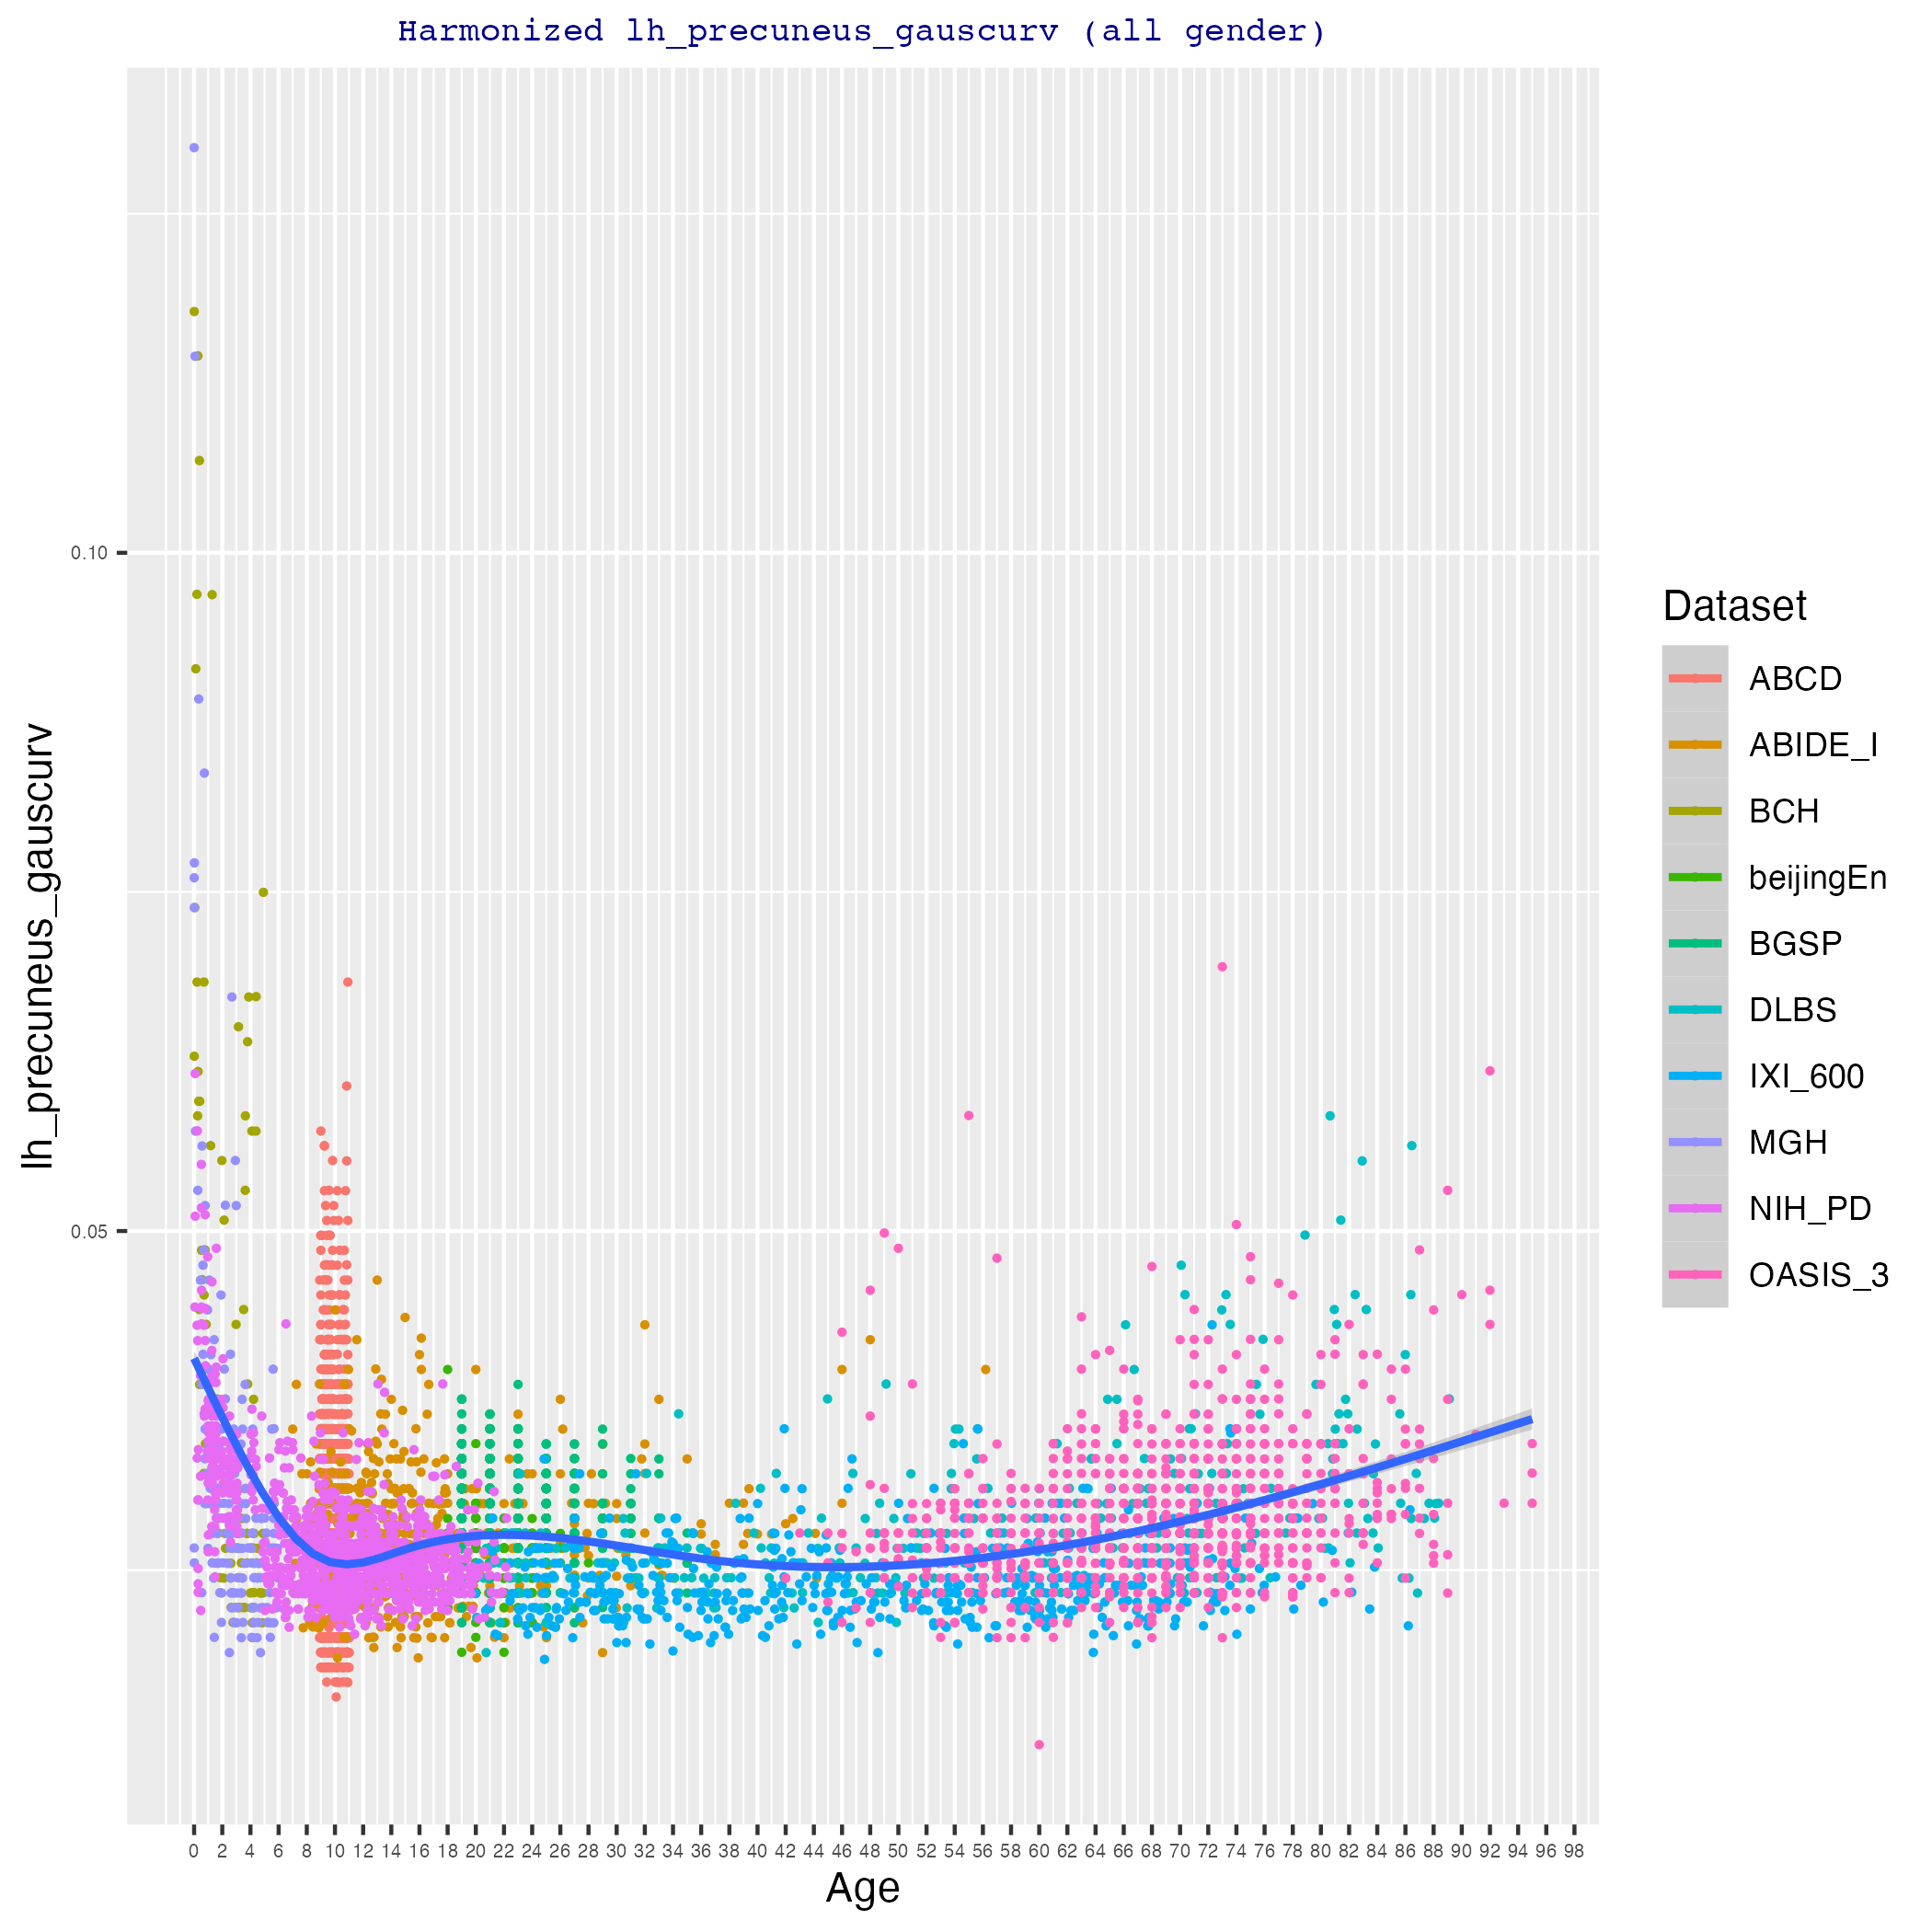 Harmonized lh_precuneus_gauscurv (all gender)
lh_precuneus_gauscurv
0.10
0.05
0 2 4 6 8 10 12 14 16 18 20 22 24 26 28 30 32 34 36 38 40 42 44 46 48 50 52 54 56 58 60 62 64 66 68 70 72 74 76 78 80 82 84 86 88 90 92 94 96 98
Age
Dataset
ABCD
ABIDE_I
BCH
beijingEn
BGSP
DLBS
IXI_600
MGH
NIH_PD
OASIS_3